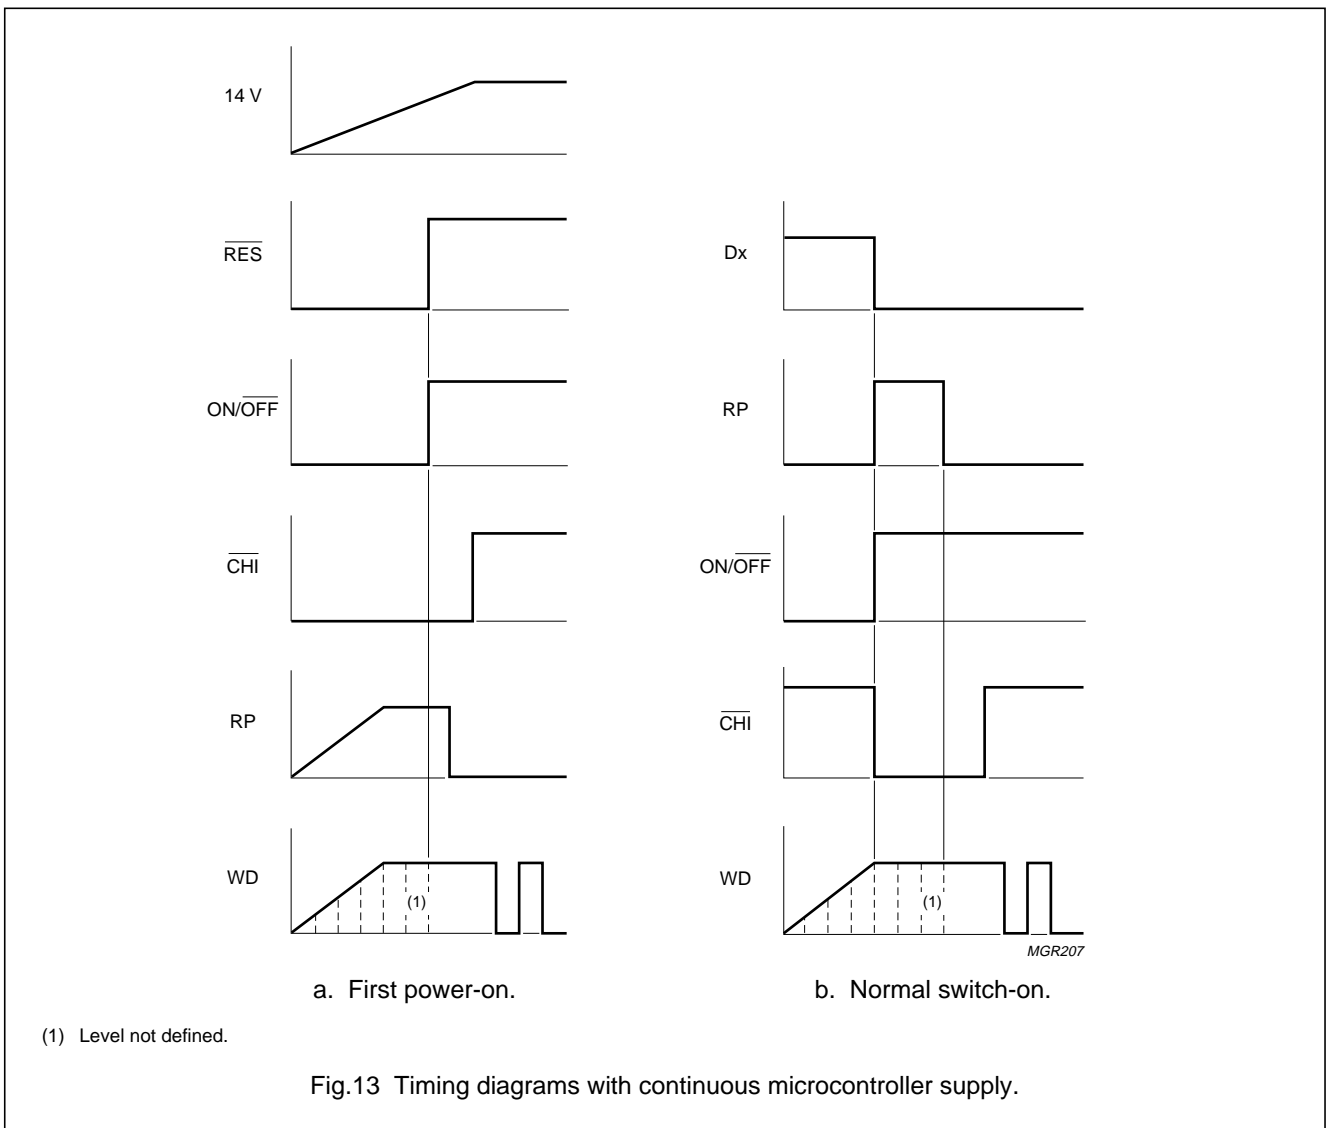 14 V
RES
ON/OFF
CHI
RP
WD
(1)
a. First power-on.
Dx
RP
ON/OFF
CHI
WD
(1)
MGR207
b. Normal switch-on.
(1) Level not defined.
Fig.13 Timing diagrams with continuous microcontroller supply.